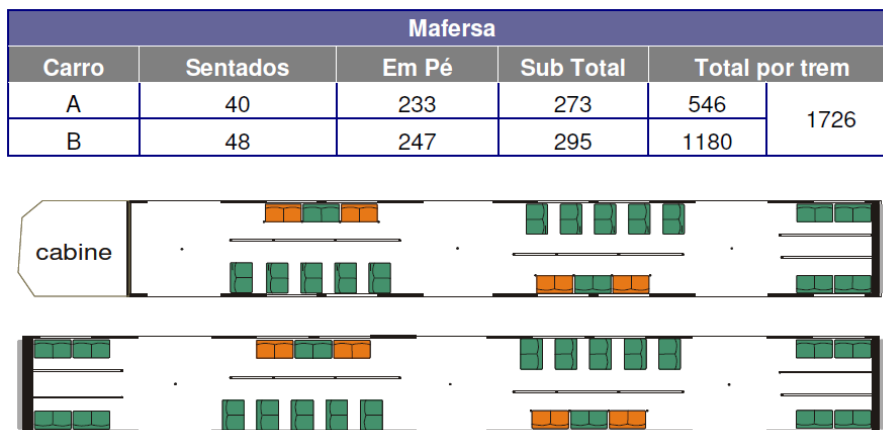 Mafersa
Carro Sentados Em Pé Sub Total Total por trem
A 40 233 273 546 1726
B 48 247 295 1180
cabine